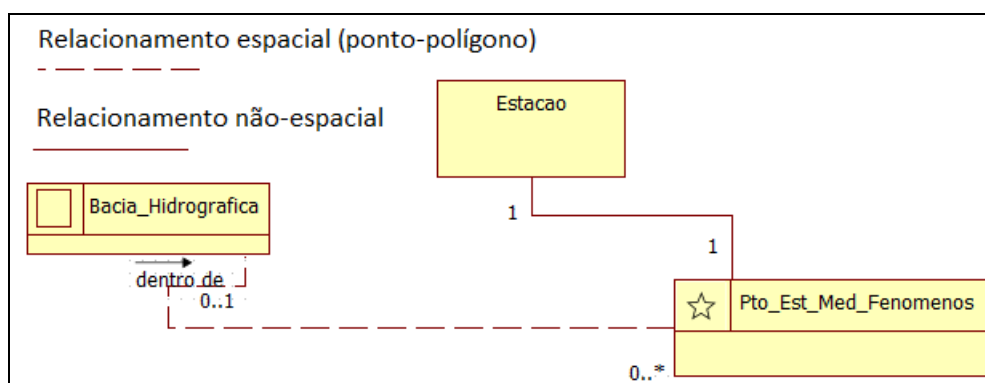 Relacionamento espacial (ponto-polígono)
Estacao
Relacionamento não-espacial
Bacia_Hidrografica
1
1
dentro de
0..1
Pto_Est_Med_Fenomenos
0..*